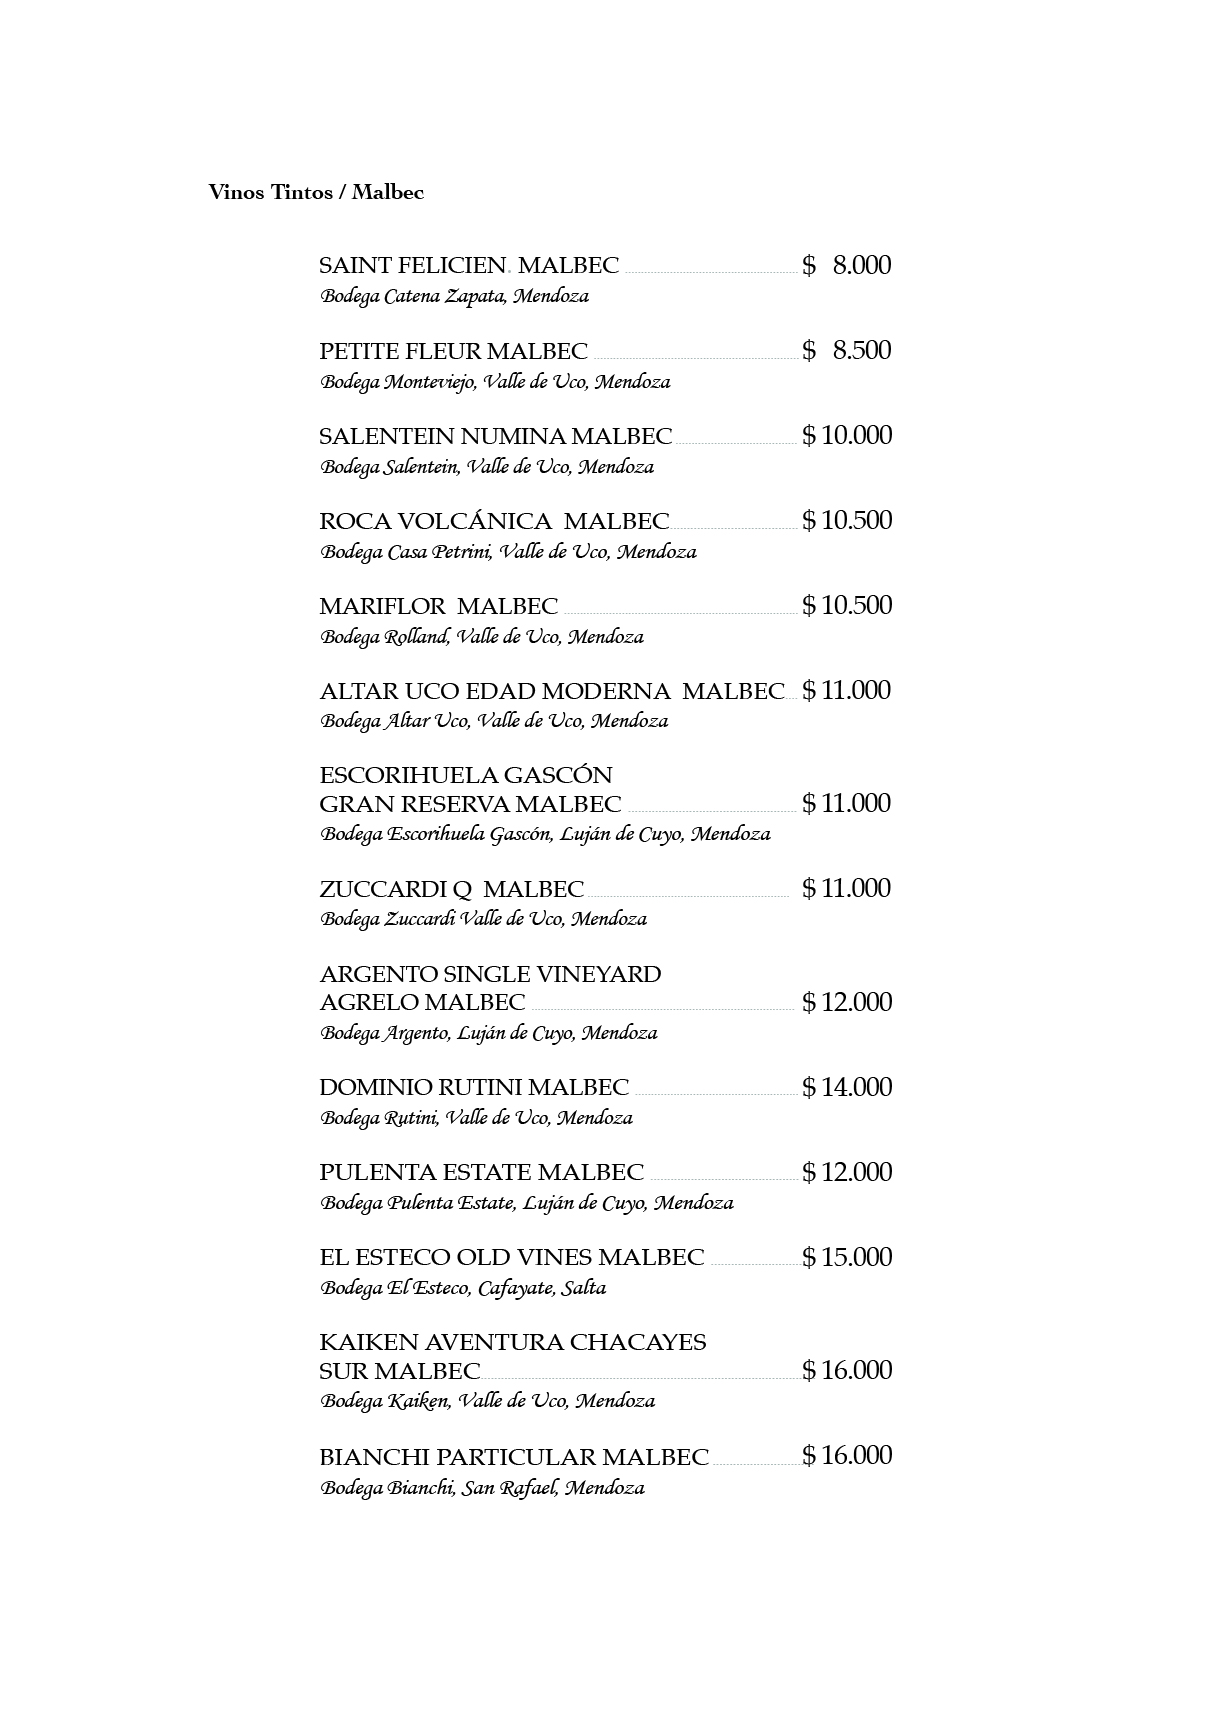 Vinos Tintos / Malbec
SAINT FELICIEN. MALBEC $ 8.000
Bodega Catena Zapata, Mendoza
PETITE FLEUR MALBEC $ 8.500
Bodega Monteviejo, Valle de Uco, Mendoza
SALENTEIN NUMINA MALBEC $ 10.000
Bodega Salentein, Valle de Uco, Mendoza
ROCA VOLCÁNICA MALBEC $ 10.500
Bodega Casa Petrini, Valle de Uco, Mendoza
MARIFLOR MALBEC $ 10.500
Bodega Rolland, Valle de Uco, Mendoza
ALTAR UCO EDAD MODERNA MALBEC $ 11.000
Bodega Altar Uco, Valle de Uco, Mendoza
ESCORIHUELA GASCÓN
GRAN RESERVA MALBEC $ 11.000
Bodega Escorihuela Gascón, Luján de Cuyo, Mendoza
ZUCCARDI Q MALBEC $ 11.000
Bodega Zuccardi Valle de Uco, Mendoza
ARGENTO SINGLE VINEYARD
AGRELO MALBEC $ 12.000
Bodega Argento, Luján de Cuyo, Mendoza
DOMINIO RUTINI MALBEC $ 14.000
Bodega Rutini, Valle de Uco, Mendoza
PULENTA ESTATE MALBEC $ 12.000
Bodega Pulenta Estate, Luján de Cuyo, Mendoza
EL ESTECO OLD VINES MALBEC $ 15.000
Bodega El Esteco, Cafayate, Salta
KAIKEN AVENTURA CHACAYES
SUR MALBEC $ 16.000
Bodega Kaiken, Valle de Uco, Mendoza
BIANCHI PARTICULAR MALBEC $ 16.000
Bodega Bianchi, San Rafael, Mendoza